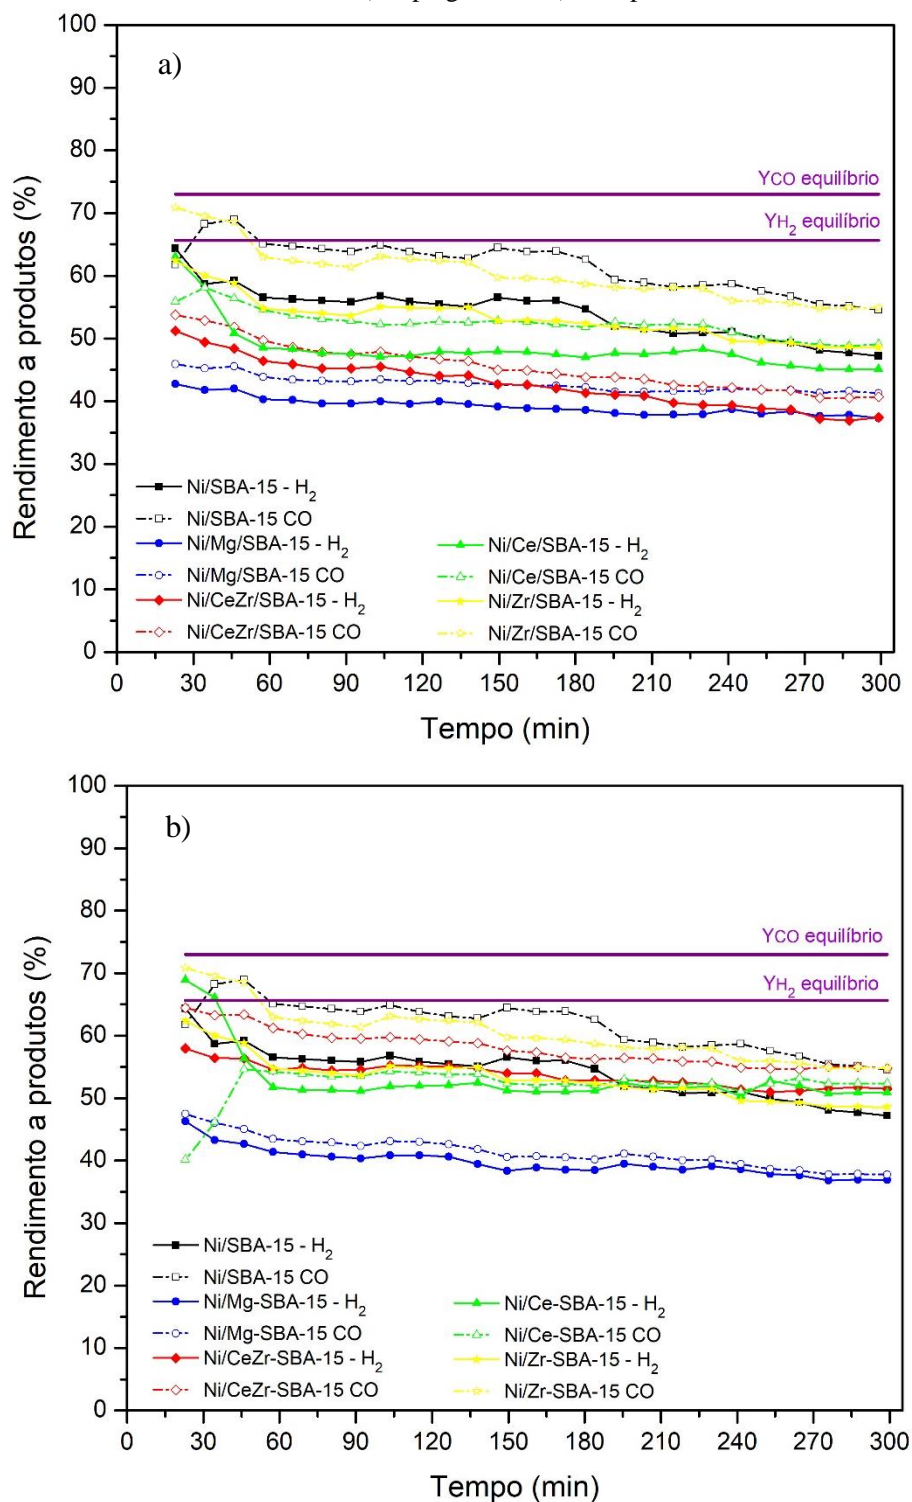 a)
100
90
80
70
60
50
40
30
20
10
0
Rendimento a produtos (%)
YCO equilíbrio
YH2 equilíbrio
Ni/SBA-15 - H2
Ni/SBA-15 CO
Ni/Mg/SBA-15 - H2
Ni/Mg/SBA-15 CO
Ni/CeZr/SBA-15 - H2
Ni/CeZr/SBA-15 CO
Ni/Ce/SBA-15 - H2
Ni/Ce/SBA-15 CO
Ni/Zr/SBA-15 - H2
Ni/Zr/SBA-15 CO
0 30 60 90 120 150 180 210 240 270 300
Tempo (min)
b)
100
90
80
70
60
50
40
30
20
10
0
Rendimento a produtos (%)
YCO equilíbrio
YH2 equilíbrio
Ni/SBA-15 - H2
Ni/SBA-15 CO
Ni/Mg-SBA-15 - H2
Ni/Mg-SBA-15 CO
Ni/CeZr-SBA-15 - H2
Ni/CeZr-SBA-15 CO
Ni/Ce-SBA-15 - H2
Ni/Ce-SBA-15 CO
Ni/Zr-SBA-15 - H2
Ni/Zr-SBA-15 CO
0 30 60 90 120 150 180 210 240 270 300
Tempo (min)